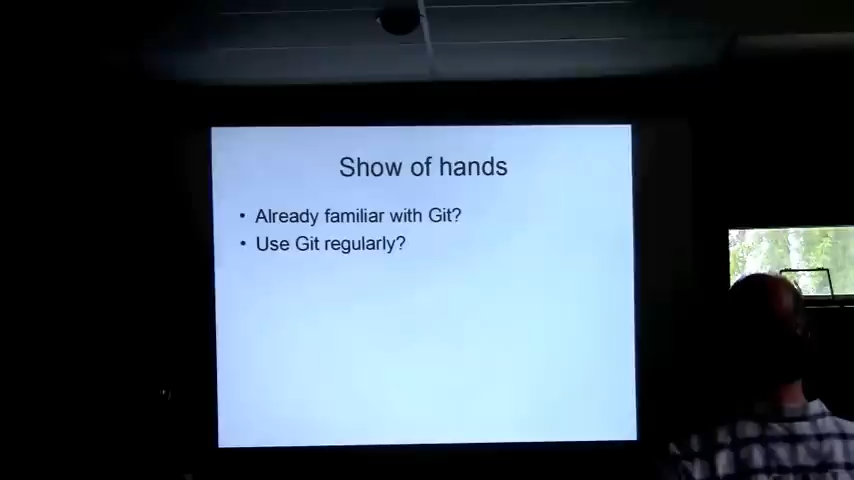 Show of hands
• Already familiar with Git?
• Use Git regularly?